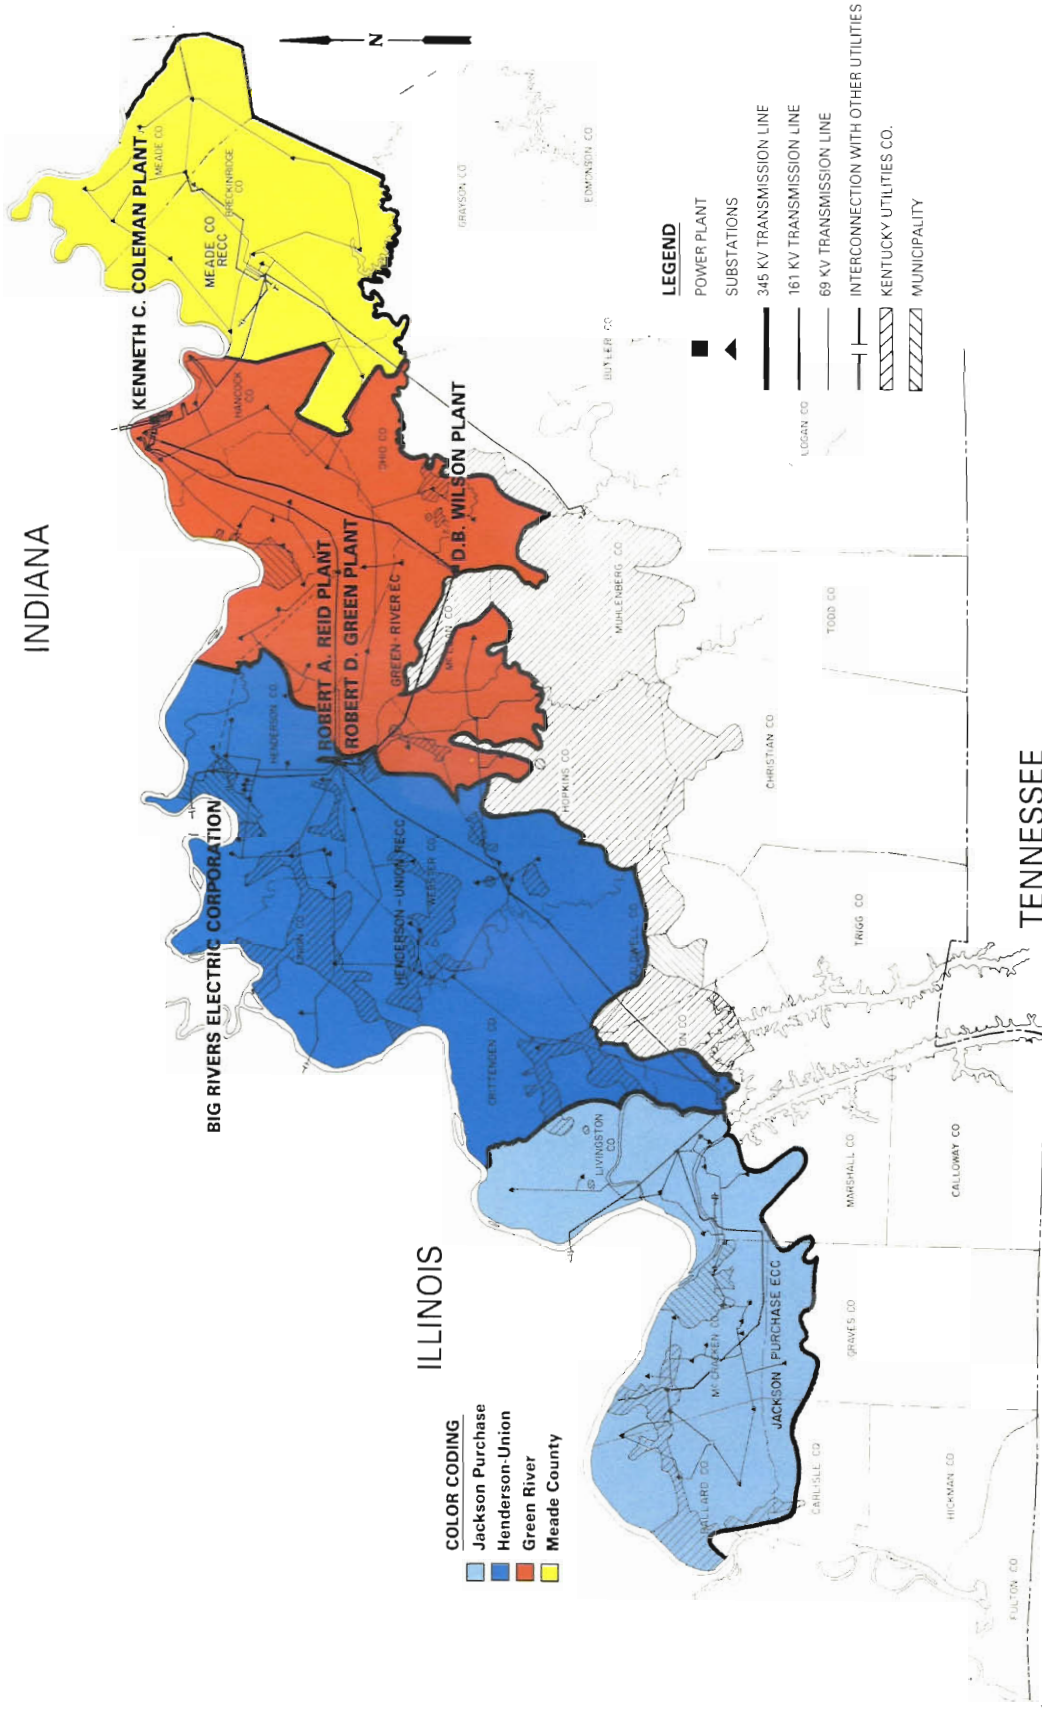 INDIANA
ILLINOIS
TENNESSEE
BIG RIVERS ELECTRIC CORPORATION
KENNETH C. COLEMAN PLANT
ROBERT A. REID PLANT
ROBERT D. GREEN PLANT
D.B. WILSON PLANT
N
MEADE CO
BRECKINRIDGE
CO
MEADE CO
RECC
HANCOCK
CO
OHIO CO
GREEN-RIVER EC
HENDERSON CO
HENDERSON-UNION RECC
WEBSTER CO
UNION CO
CRITTENDEN CO
LIVINGSTON
CO
McCRACKEN CO
JACKSON PURCHASE ECC
BALLARD CO
CARLISLE CO
HICKMAN CO
FULTON CO
GRAVES CO
MARSHALL CO
CALLOWAY CO
TRIGG CO
CHRISTIAN CO
TODD CO
LOGAN CO
HOPKINS CO
MUHLENBERG CO
BUTLER CO
EDMONSON CO
GRAYSON CO
COLOR CODING
Jackson Purchase
Henderson-Union
Green River
Meade County
LEGEND
POWER PLANT
SUBSTATIONS
345 KV TRANSMISSION LINE
161 KV TRANSMISSION LINE
69 KV TRANSMISSION LINE
INTERCONNECTION WITH OTHER UTILITIES
KENTUCKY UTILITIES CO.
MUNICIPALITY